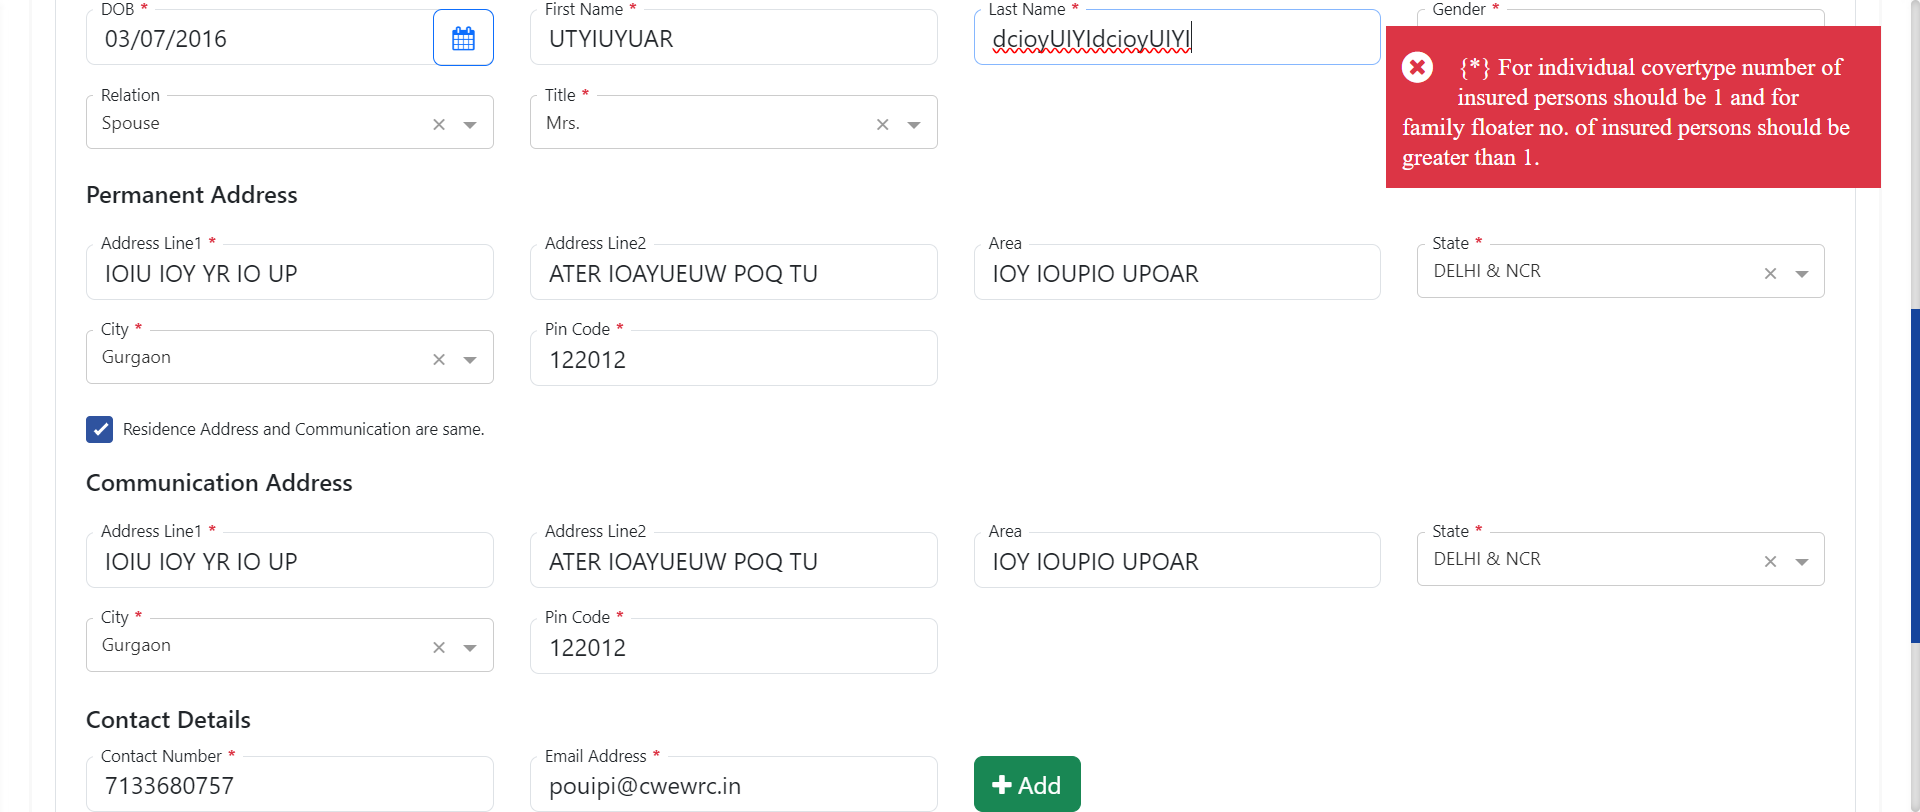 DOB *
03/07/2016
First Name *
UTYIUYUAR
Last Name *
dcioyUIYIdcioyUIYI
Gender *
{*} For individual covertype number of
insured persons should be 1 and for
family floater no. of insured persons should be
greater than 1.
Relation
Spouse
Title *
Mrs.
Permanent Address
Address Line1 *
IOIU IOY YR IO UP
Address Line2
ATER IOAYUEUW POQ TU
Area
IOY IOUPIO UPOAR
State *
DELHI & NCR
City *
Gurgaon
Pin Code *
122012
Residence Address and Communication are same.
Communication Address
Address Line1 *
IOIU IOY YR IO UP
Address Line2
ATER IOAYUEUW POQ TU
Area
IOY IOUPIO UPOAR
State *
DELHI & NCR
City *
Gurgaon
Pin Code *
122012
Contact Details
Contact Number *
7133680757
Email Address *
pouipi@cwewrc.in
Add